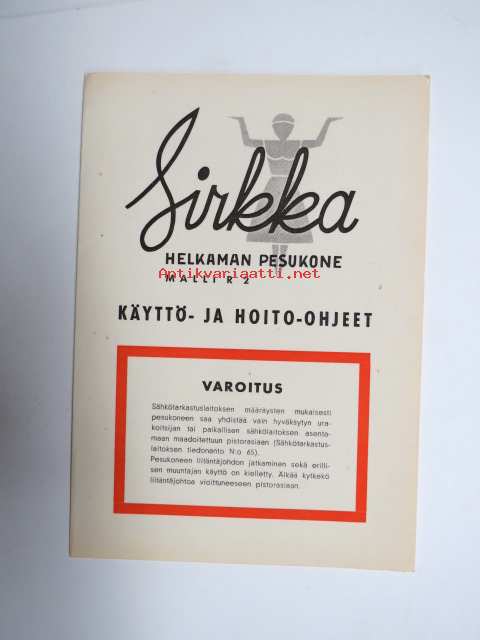 Sirkka
HELKAMAN PESUKONE
Antikvariaatti.net
MALLI R 2
KÄYTTÖ- JA HOITO-OHJEET
VAROITUS
Sähkötarkastuslaitoksen määräysten mukaisesti
pesukoneen saa yhdistää vain hyväksytyn ura-
koitsijan tai paikallisen sähkölaitoksen asenta-
maan maadoitettuun pistorasiaan (Sähkötarkastus-
laitoksen tiedonanto N:o 65).
Pesukoneen liitäntäjohdon jatkaminen sekä erilli-
sen muuntajan käyttö on kielletty. Älkää kytkekö
liitäntäjohtoa vioittuneeseen pistorasiaan.